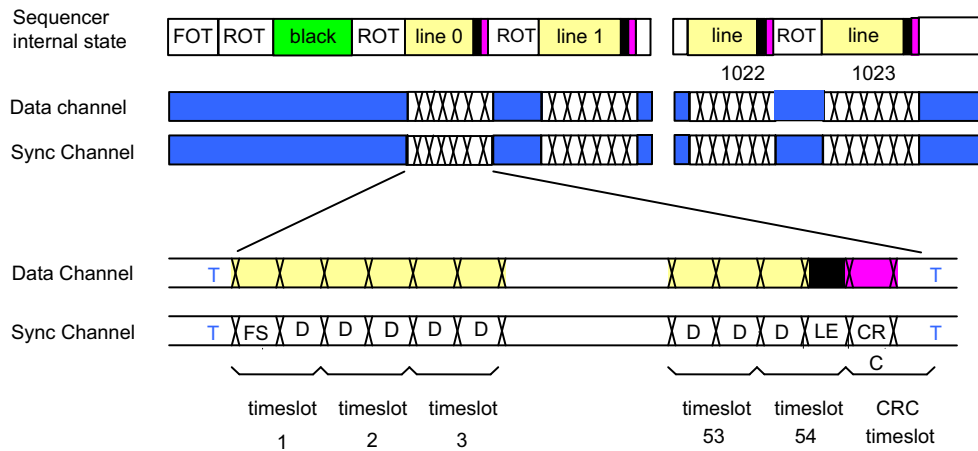 Sequencer
internal state
FOT ROT black ROT line 0 ROT line 1 line ROT line
1022 1023
Data channel
Sync Channel
Data Channel T T
Sync Channel T FS D D D D D D D D LE CR T
C
timeslot timeslot timeslot timeslot timeslot CRC
1 2 3 53 54 timeslot